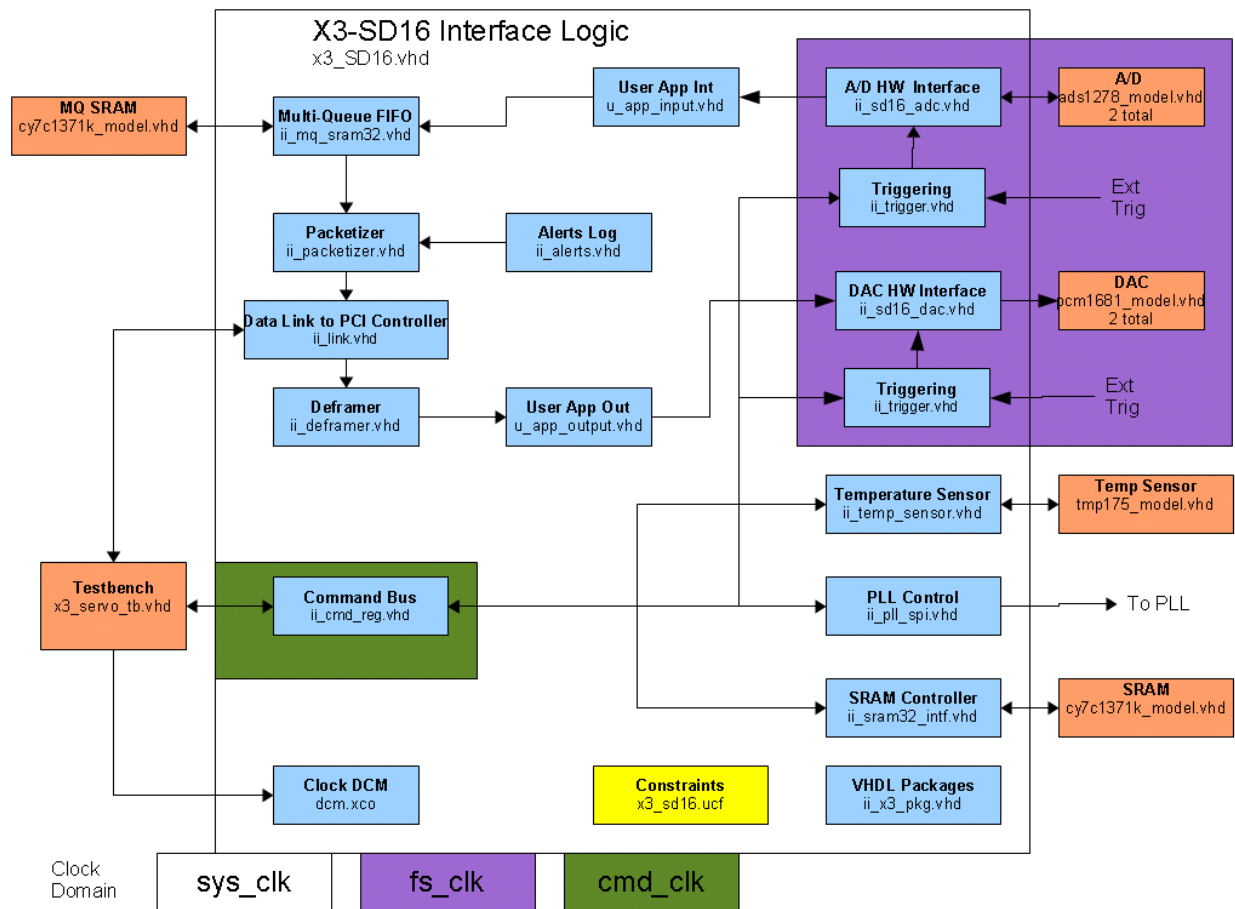 X3-SD16 Interface Logic
x3_SD16.vhd
MQ SRAM
cy7c1371k_model.vhd
Multi-Queue FIFO
ii_mq_sram32.vhd
User App Int
u_app_input.vhd
A/D HW Interface
ii_sd16_adc.vhd
A/D
ads1278_model.vhd
2 total
Triggering
ii_trigger.vhd
Ext
Trig
Packetizer
ii_packetizer.vhd
Alerts Log
ii_alerts.vhd
DAC HW Interface
ii_sd16_dac.vhd
DAC
pcm1681_model.vhd
2 total
Data Link to PCI Controller
ii_link.vhd
Triggering
ii_trigger.vhd
Ext
Trig
Deframer
ii_deframer.vhd
User App Out
u_app_output.vhd
Temperature Sensor
ii_temp_sensor.vhd
Temp Sensor
tmp175_model.vhd
Testbench
x3_servo_tb.vhd
Command Bus
ii_cmd_reg.vhd
PLL Control
ii_pll_spi.vhd
To PLL
SRAM Controller
ii_sram32_intf.vhd
SRAM
cy7c1371k_model.vhd
Clock DCM
dcm.xco
Constraints
x3_sd16.ucf
VHDL Packages
ii_x3_pkg.vhd
Clock
Domain
sys_clk
fs_clk
cmd_clk